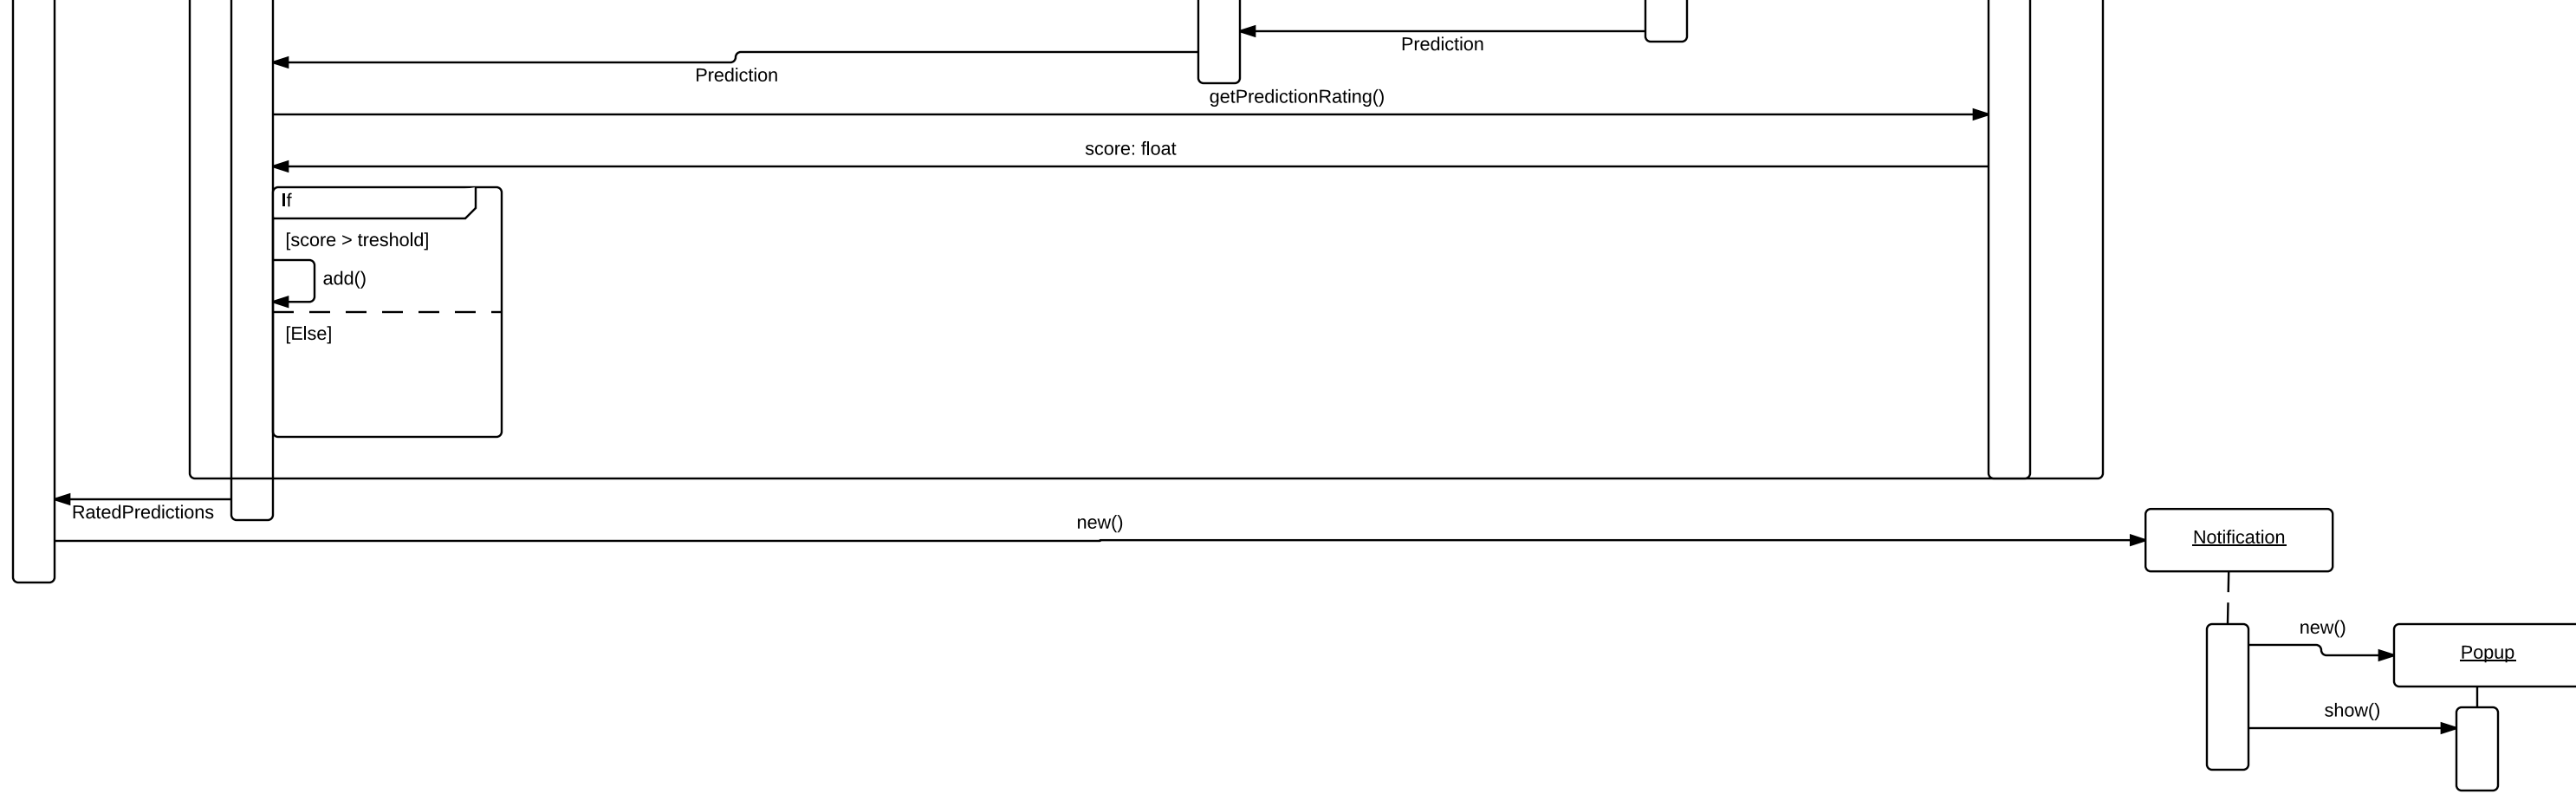 Prediction
Prediction
getPredictionRating()
score: float
If
[score > treshold]
add()
[Else]
RatedPredictions
new()
Notification
new()
Popup
show()